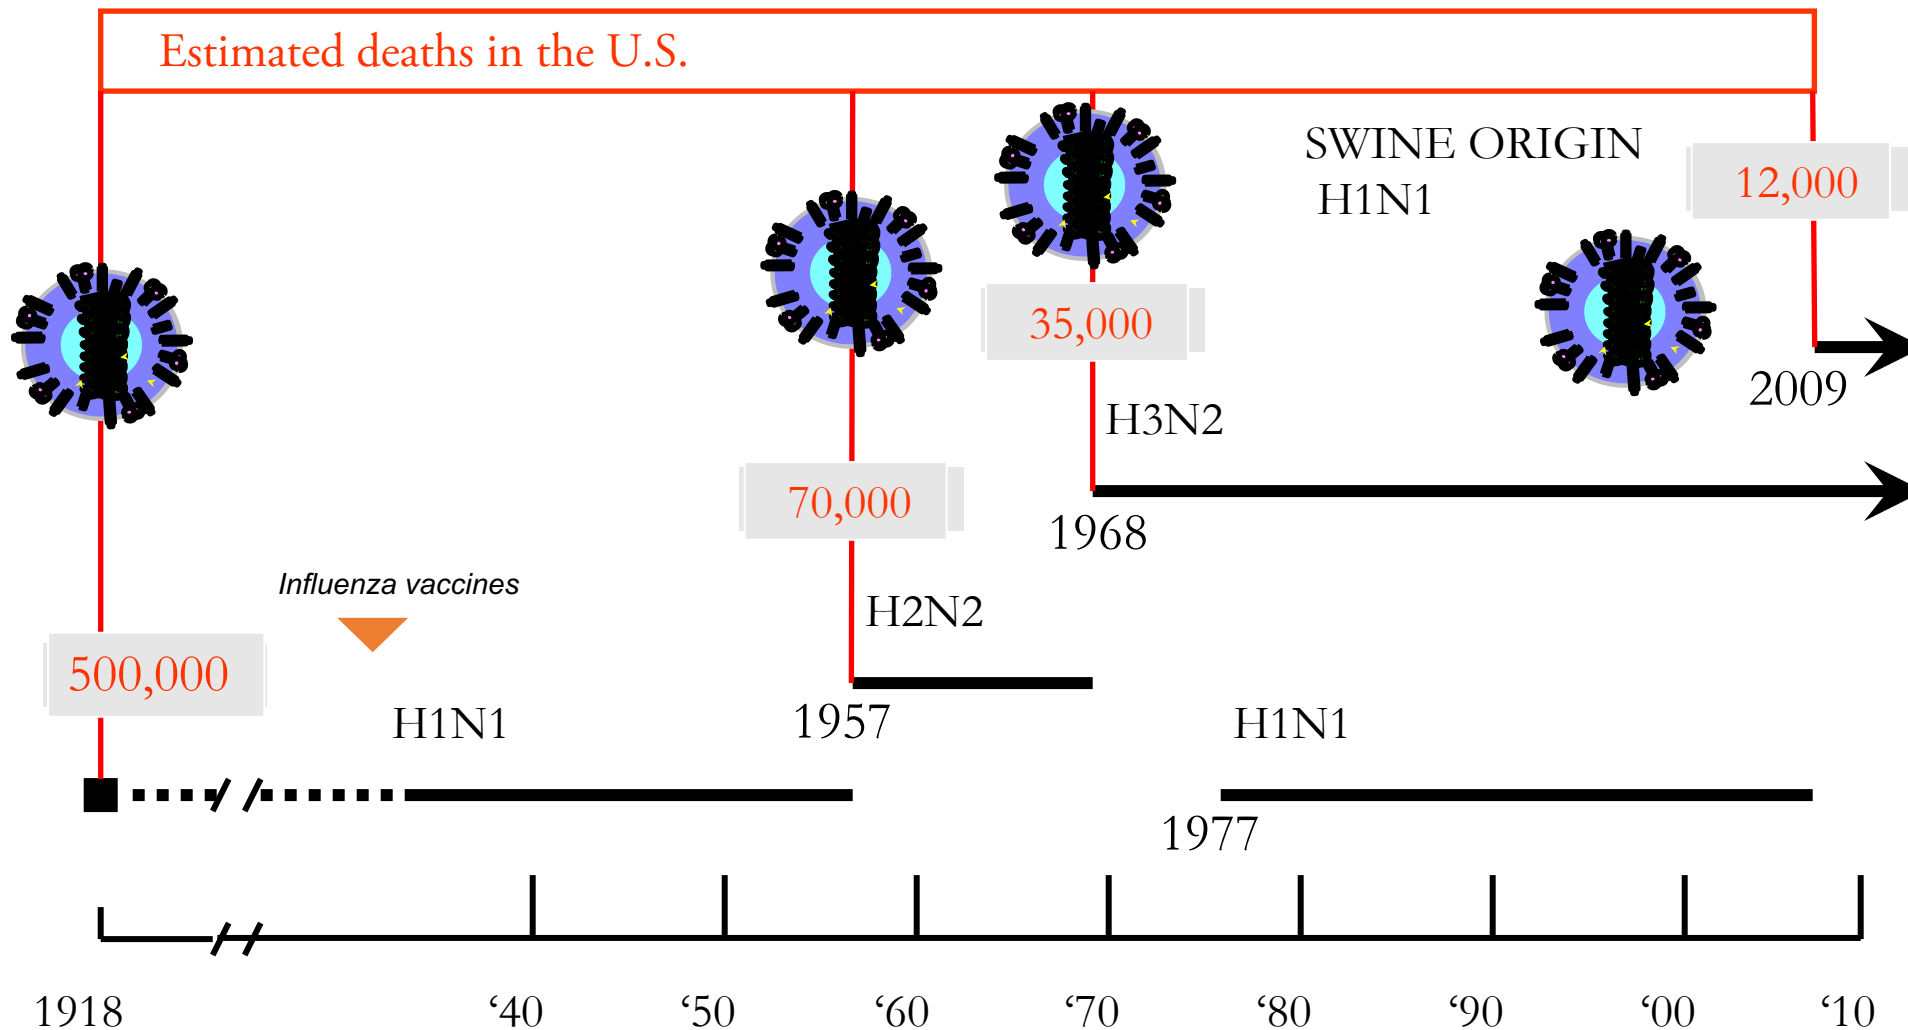 Estimated deaths in the U.S.
SWINE ORIGIN
H1N1
12,000
35,000
2009
H3N2
70,000
1968
Influenza vaccines
H2N2
500,000
H1N1
1957
H1N1
1977
1918
‘40
‘50
‘60
‘70
‘80
‘90
‘00
‘10